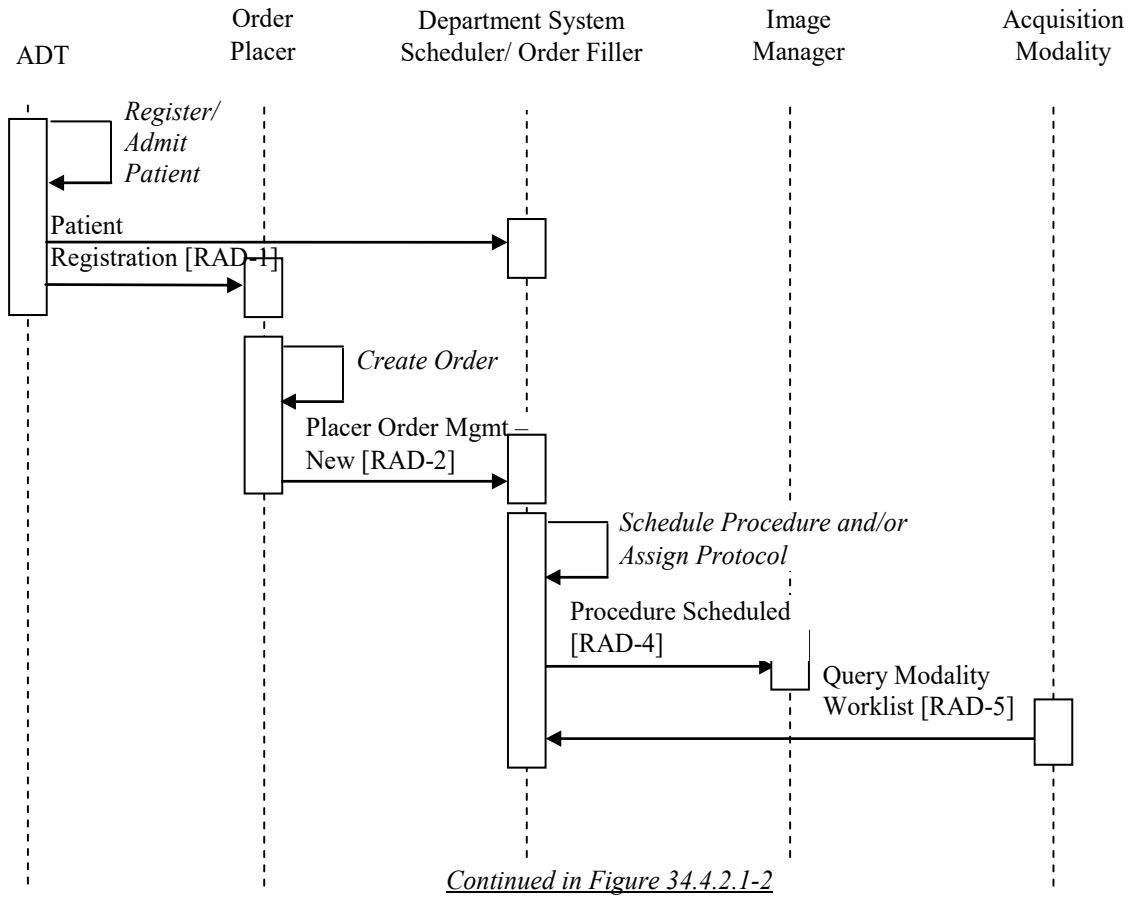 ADT
Order
Placer
Department System
Scheduler/ Order Filler
Image
Manager
Acquisition
Modality
Register/
Admit
Patient
Patient
Registration [RAD-1]
Create Order
Placer Order Mgmt –
New [RAD-2]
Schedule Procedure and/or
Assign Protocol
Procedure Scheduled
[RAD-4]
Query Modality
Worklist [RAD-5]
Continued in Figure 34.4.2.1-2